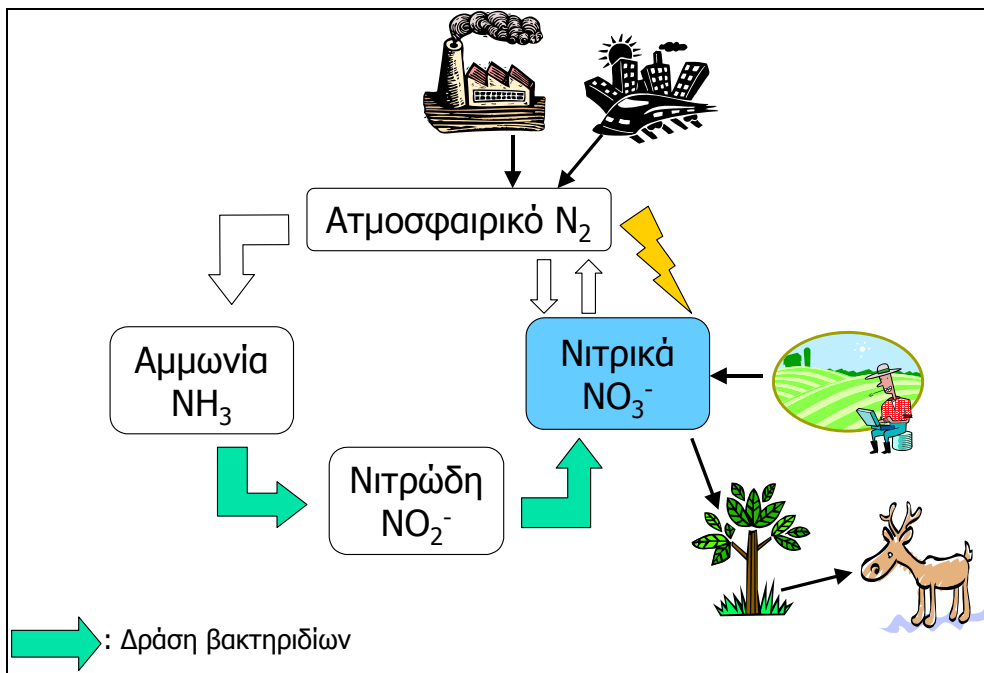 Ατμοσφαιρικό N₂
Αμμωνία
NH₃
Νιτρικά
NO₃⁻
Νιτρώδη
NO₂⁻
: Δράση βακτηριδίων